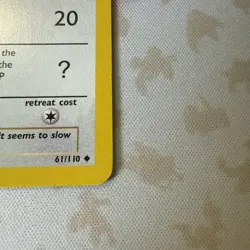 20
the
the
P
?
retreat cost
it seems to slow
61/110